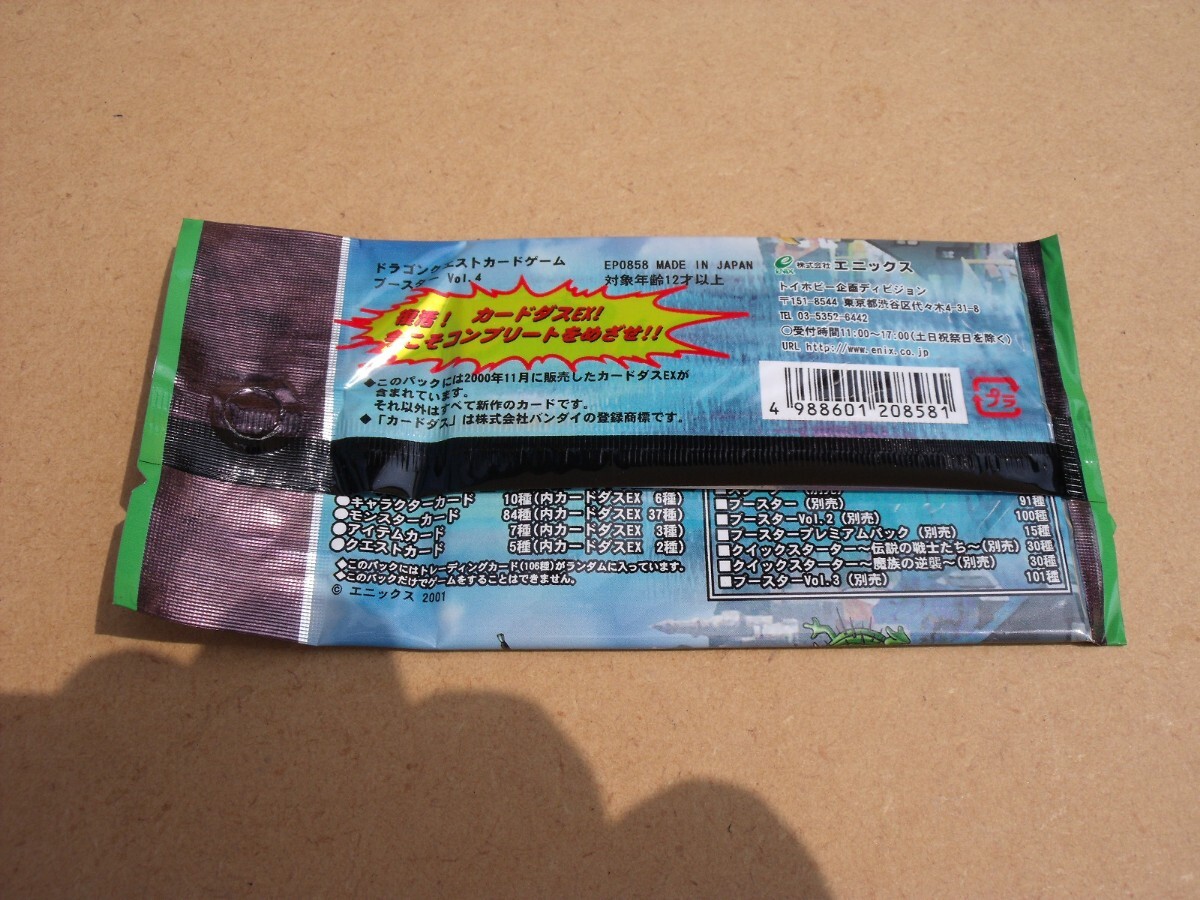 ドラゴンクエストカードゲーム
ブースター Vol.4
EP0858 MADE IN JAPAN
対象年齢12才以上
復活！ カードダスEX!
今こそコンプリートをめざせ!!
◆このパックには2000年11月に販売したカードダスEXが
含まれています。
それ以外はすべて新作のカードです。
◆「カードダス」は株式会社バンダイの登録商標です。
株式会社 エニックス
トイホビー企画ディビジョン
〒151-8544 東京都渋谷区代々木4-31-8
TEL 03-5352-6442
○受付時間11:00～17:00(土日祝祭日を除く)
URL http://www.enix.co.jp
4 988601 208581
プラ
●キャラクターカード 10種(内カードダスEX 6種)
●モンスターカード 84種(内カードダスEX 37種)
●アイテムカード 7種(内カードダスEX 3種)
●クエストカード 5種(内カードダスEX 2種)
◆このパックにはトレーディングカード(106種)がランダムに入っています。
◆このパックだけでゲームをすることはできません。
© エニックス 2001
■ブースター（別売） 91種
■ブースターVol.2（別売） 100種
■ブースタープレミアムパック（別売） 15種
■クイックスターター～伝説の戦士たち～(別売) 30種
■クイックスターター～魔族の逆襲～(別売) 30種
■ブースターVol.3（別売） 101種